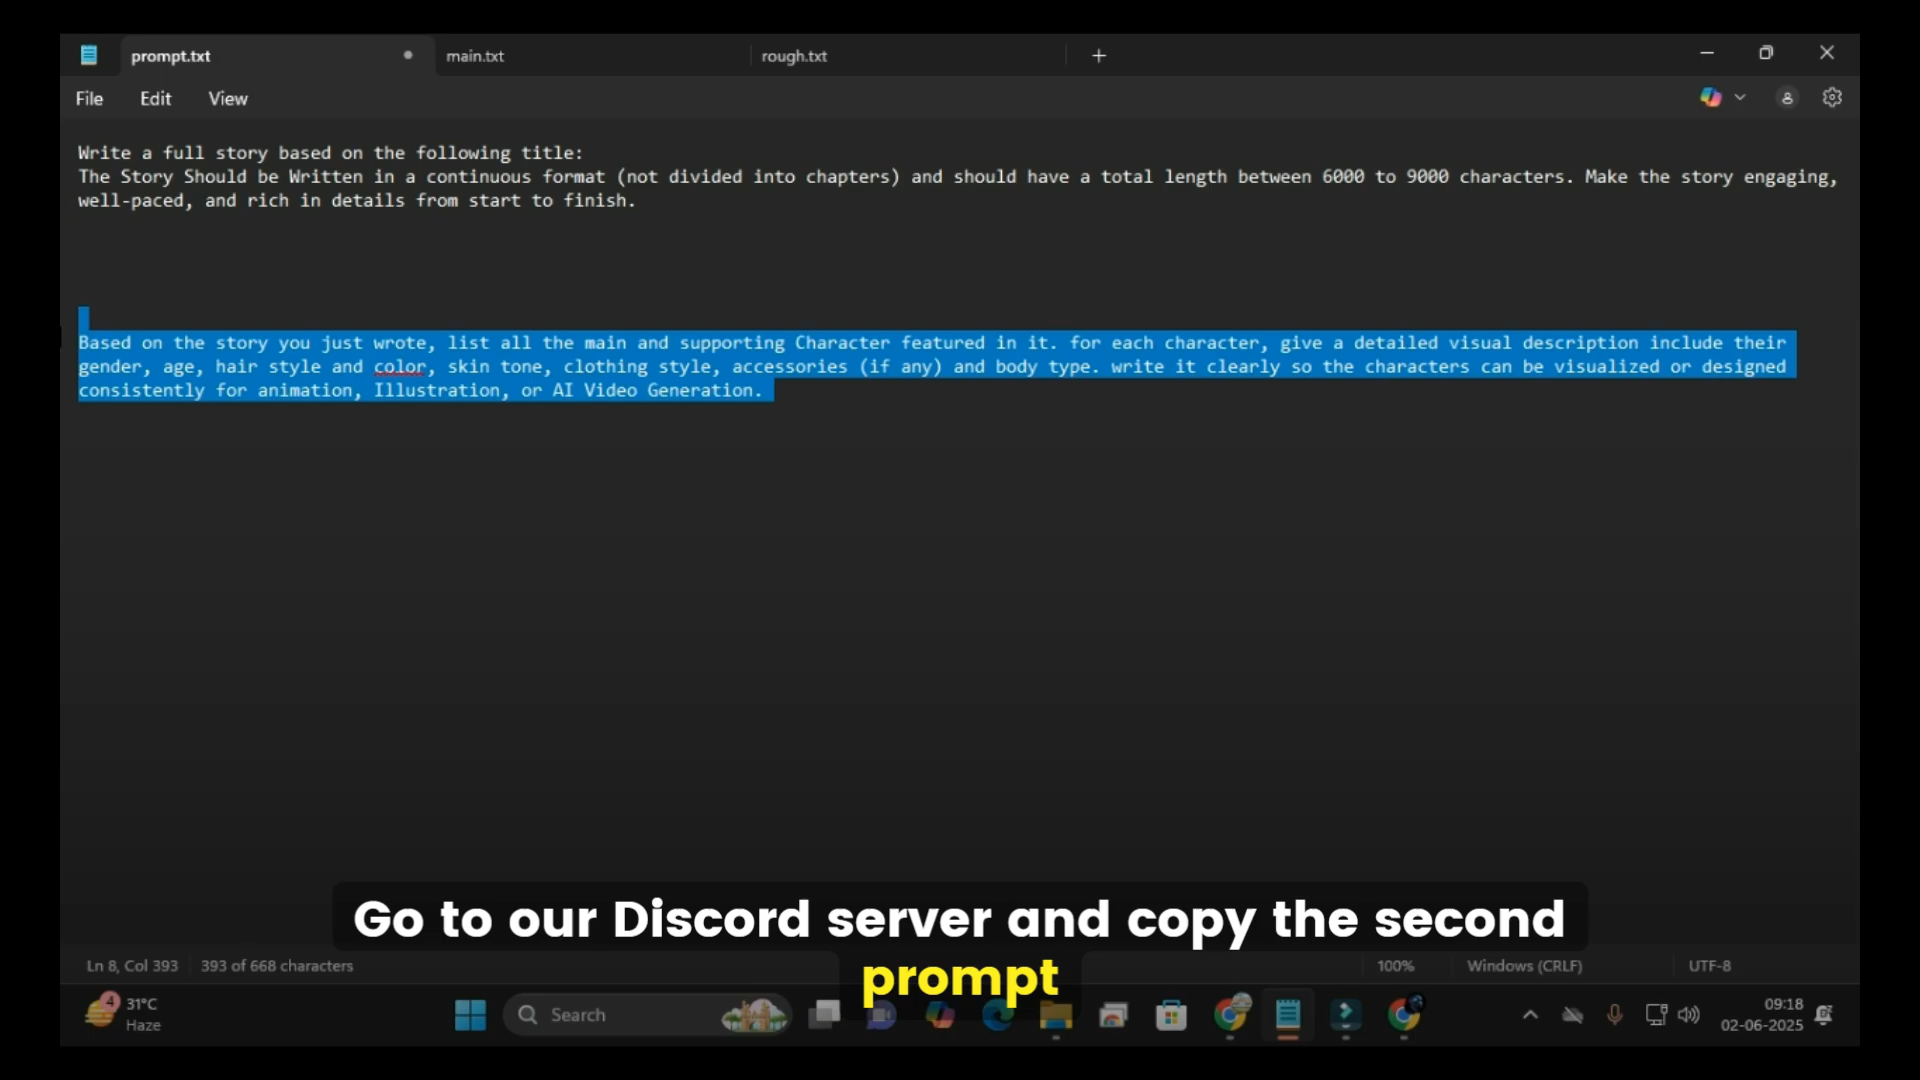 prompt.txt
main.txt
rough.txt
File
Edit
View
Write a full story based on the following title:
The Story Should be Written in a continuous format (not divided into chapters) and should have a total length between 6000 to 9000 characters. Make the story engaging,
well-paced, and rich in details from start to finish.
Based on the story you just wrote, list all the main and supporting Character featured in it. for each character, give a detailed visual description include their
gender, age, hair style and color, skin tone, clothing style, accessories (if any) and body type. write it clearly so the characters can be visualized or designed
consistently for animation, Illustration, or AI Video Generation.
Go to our Discord server and copy the second
prompt
Ln 8, Col 393
393 of 668 characters
100%
Windows (CRLF)
UTF-8
4
31°C
Haze
Search
09:18
02-06-2025